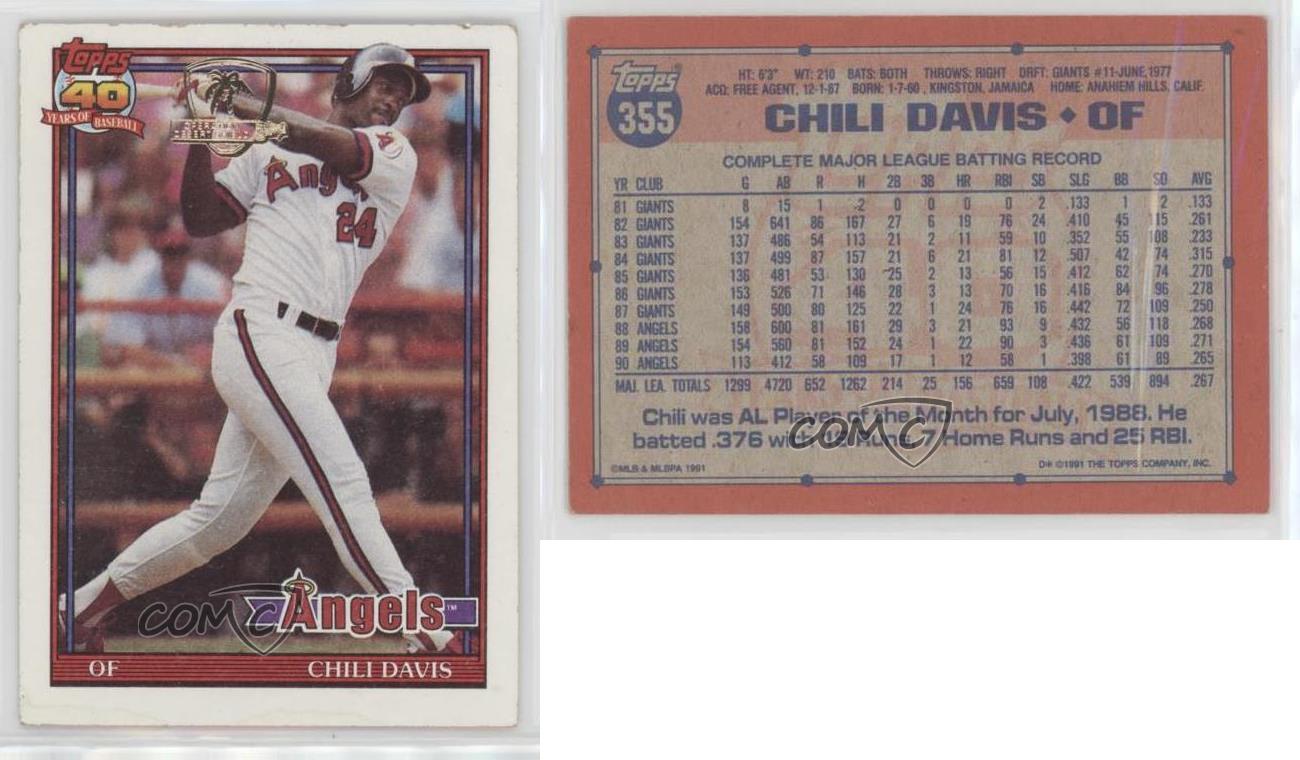 Topps
40
YEARS OF BASEBALL
Angels
24
Angels™
OF CHILI DAVIS
COMC
Topps®
355
HT: 6'3" WT: 210 BATS: BOTH THROWS: RIGHT DRFT: GIANTS #11-JUNE,1977
ACQ: FREE AGENT, 12-1-87 BORN: 1-7-60, KINGSTON, JAMAICA HOME: ANAHIEM HILLS, CALIF.
CHILI DAVIS ♦ OF
COMPLETE MAJOR LEAGUE BATTING RECORD
YR CLUB G AB R H 2B 3B HR RBI SB SLG BB SO AVG
81 GIANTS 8 15 1 2 0 0 0 0 2 .133 1 2 .133
82 GIANTS 154 641 86 167 27 6 19 76 24 .410 45 115 .261
83 GIANTS 137 486 54 113 21 2 11 59 10 .352 55 108 .233
84 GIANTS 137 499 87 157 21 6 21 81 12 .507 42 74 .315
85 GIANTS 136 481 53 130 25 2 13 56 15 .412 62 74 .270
86 GIANTS 153 526 71 146 28 3 13 70 16 .416 84 96 .278
87 GIANTS 149 500 80 125 22 1 24 76 16 .442 72 109 .250
88 ANGELS 158 600 81 161 29 3 21 93 9 .432 56 118 .268
89 ANGELS 154 560 81 152 24 1 22 90 3 .436 61 109 .271
90 ANGELS 113 412 58 109 17 1 12 58 1 .398 61 89 .265
MAJ. LEA. TOTALS 1299 4720 652 1262 214 25 156 659 108 .422 539 894 .267
Chili was AL Player of the Month for July, 1988. He
batted .376 with Runs, 7 Home Runs and 25 RBI.
COMC
©MLB & MLBPA 1991 D✻ ©1991 THE TOPPS COMPANY, INC.